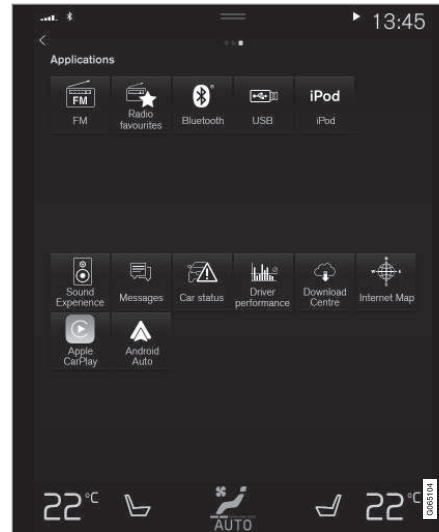 13:45
Applications
FM
FM
Radio
favourites
Bluetooth
USB
iPod
iPod
Sound
Experience
Messages
Car status
Driver
performance
Download
Centre
Internet Map
Apple
CarPlay
Android
Auto
22°C
AUTO
22°C
G065104